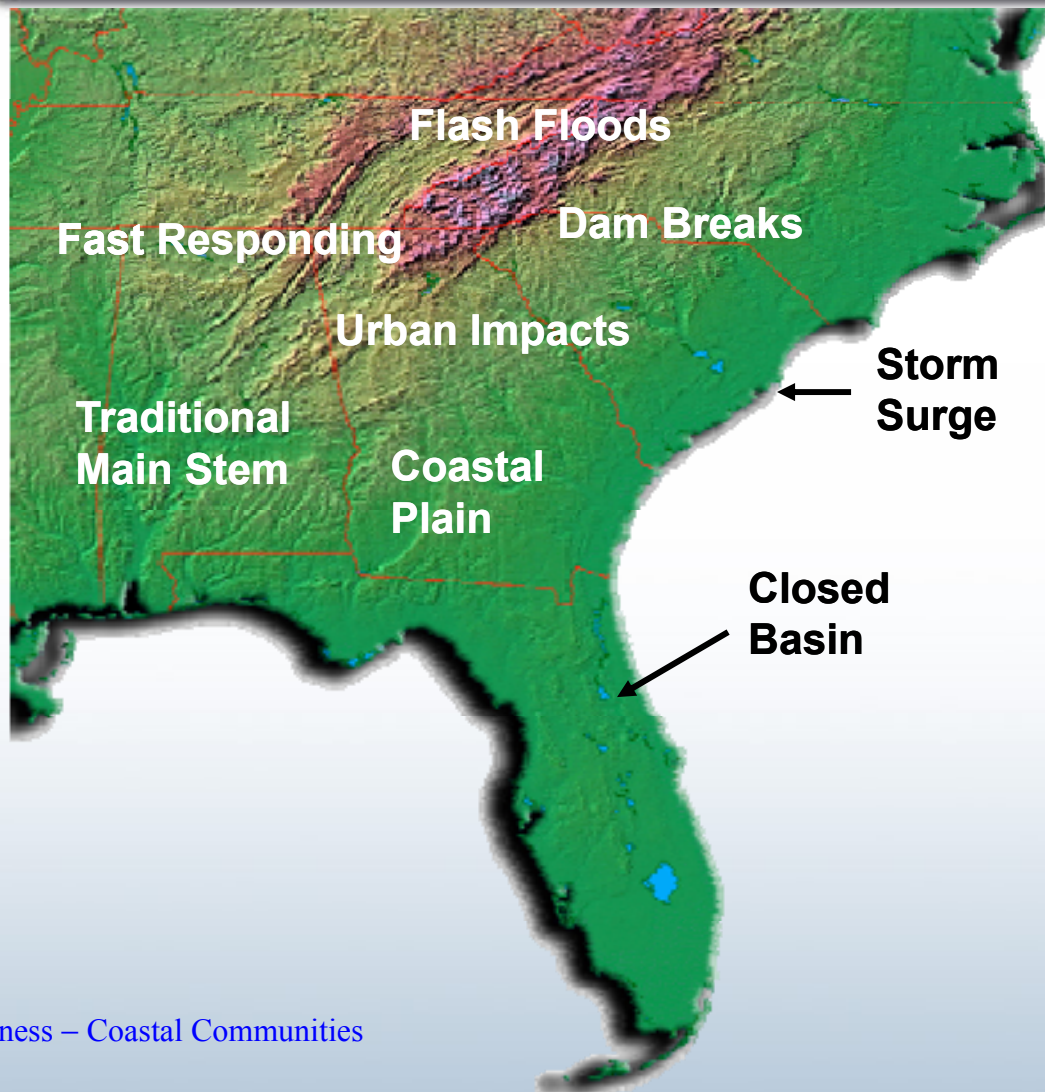 Flash Floods
Dam Breaks
Fast Responding
Urban Impacts
Storm
Surge
Traditional
Main Stem
Coastal
Plain
Closed
Basin
ness – Coastal Communities